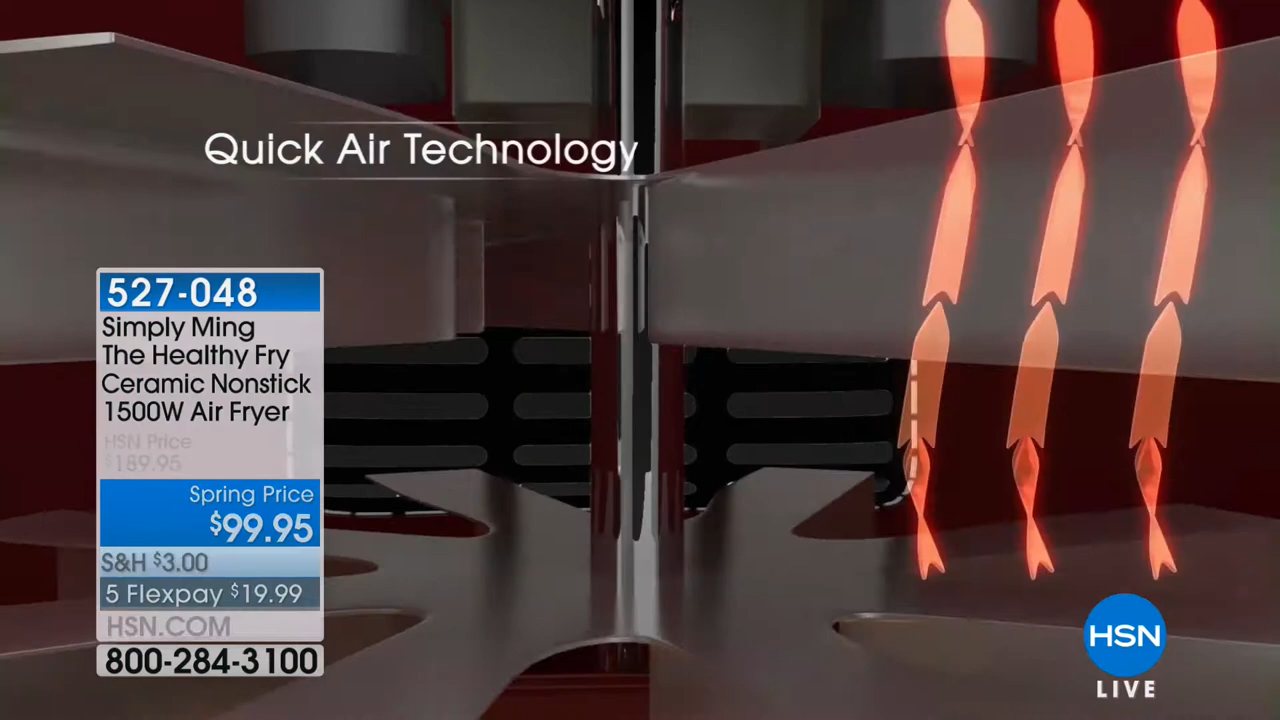 Quick Air Technology
527-048
Simply Ming
The Healthy Fry
Ceramic Nonstick
1500W Air Fryer
HSN Price
$189.95
Spring Price
$99.95
S&H $3.00
5 Flexpay $19.99
HSN.COM
800-284-3100
HSN
LIVE